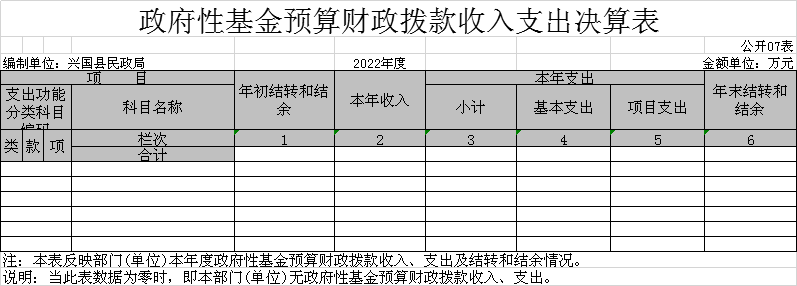 政府性基金预算财政拨款收入支出决算表
公开07表
编制单位：兴国县民政局 2022年度 金额单位：万元
项 目 年初结转和结余 本年收入 本年支出 年末结转和结余
支出功能分类科目编码 科目名称 小计 基本支出 项目支出
类 款 项 栏次 1 2 3 4 5 6
合计
注：本表反映部门(单位)本年度政府性基金预算财政拨款收入、支出及结转和结余情况。
说明：当此表数据为零时，即本部门(单位)无政府性基金预算财政拨款收入、支出。